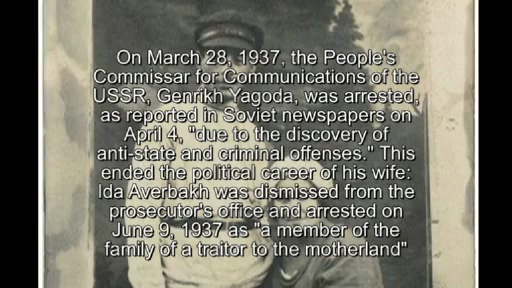 On March 28, 1937, the People's
Commissar for Communications of the
USSR, Genrikh Yagoda, was arrested,
as reported in Soviet newspapers on
April 4, "due to the discovery of
anti-state and criminal offenses." This
ended the political career of his wife:
Ida Averbakh was dismissed from the
prosecutor's office and arrested on
June 9, 1937 as "a member of the
family of a traitor to the motherland"